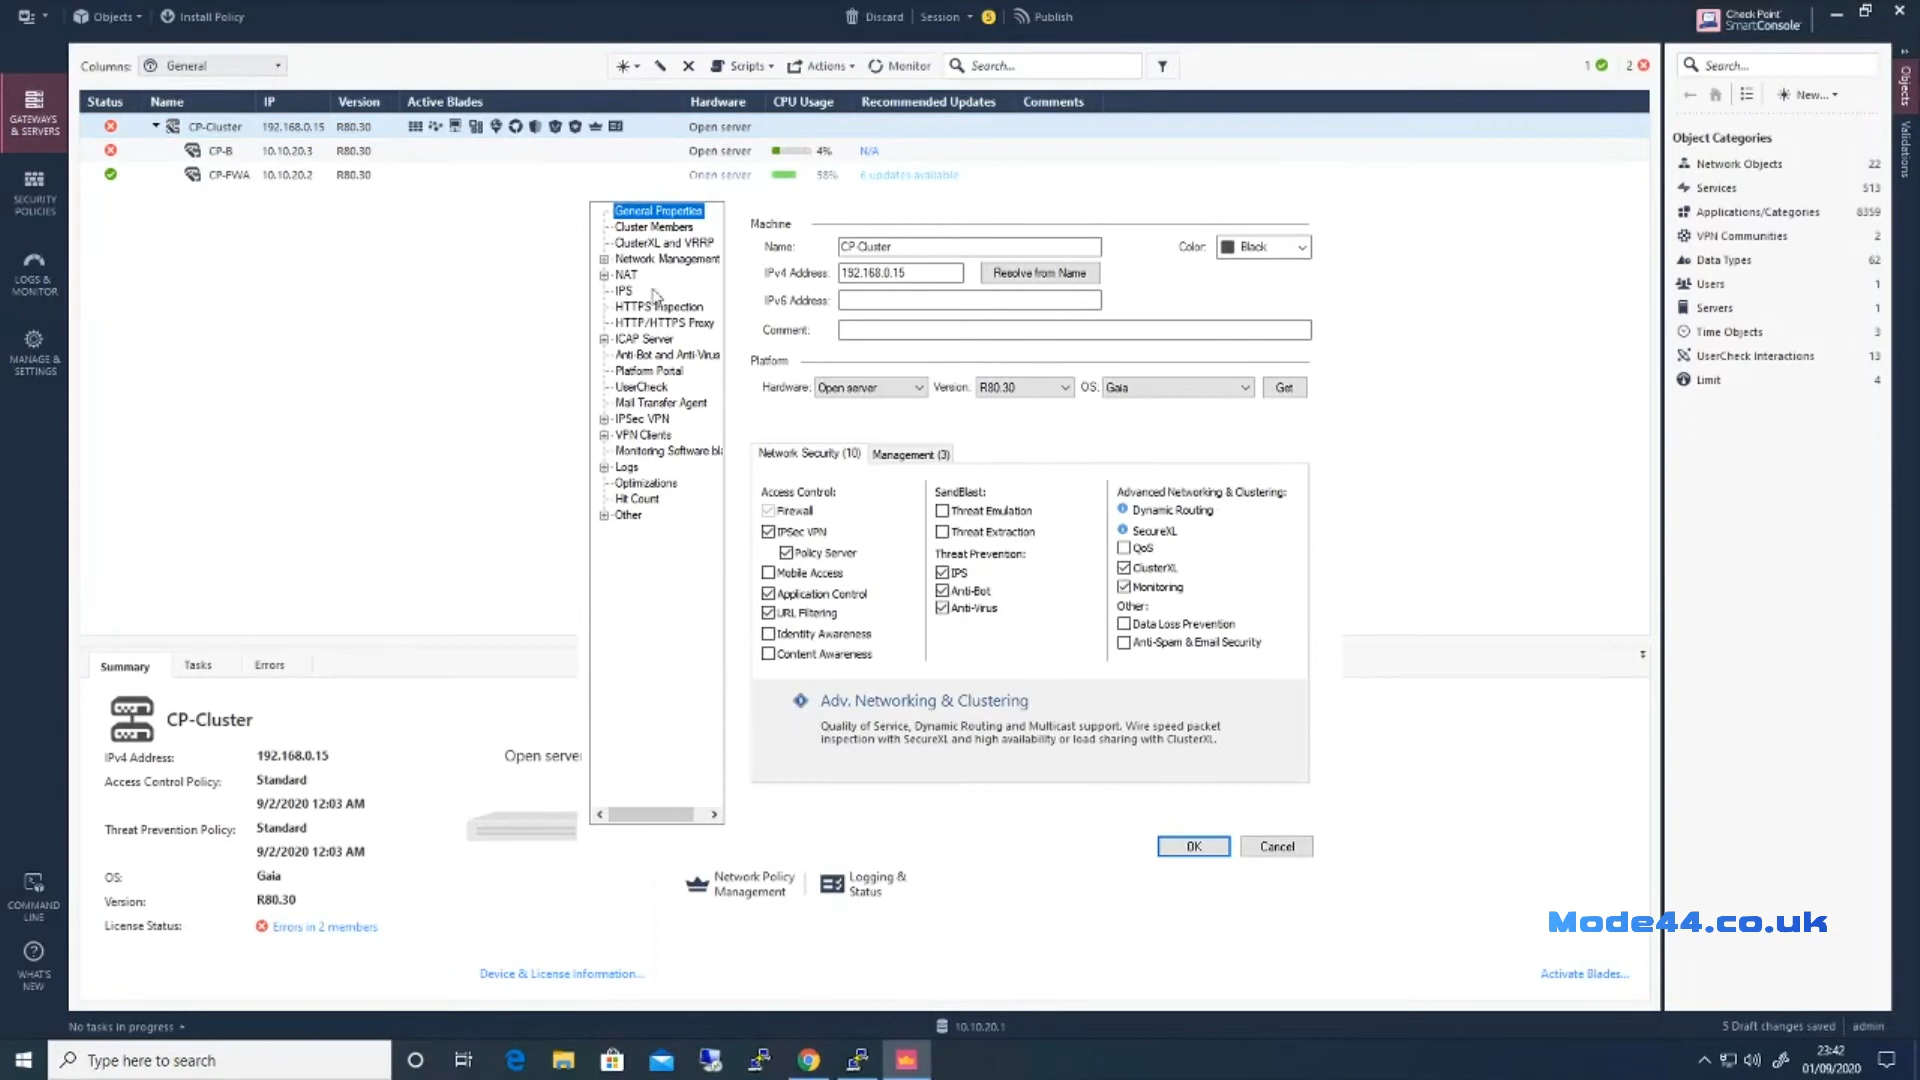 Objects
Install Policy
Discard
Session
5
Publish
Check Point
SmartConsole
Columns:
General
Scripts
Actions
Monitor
Search...
1
2
Status
Name
IP
Version
Active Blades
Hardware
CPU Usage
Recommended Updates
Comments
CP-Cluster
192.168.0.15
R80.30
Open server
CP-B
10.10.20.3
R80.30
Open server
4%
N/A
CP-FWA
10.10.20.2
R80.30
Open server
58%
6 updates available
GATEWAYS
& SERVERS
SECURITY
POLICIES
LOGS &
MONITOR
MANAGE &
SETTINGS
COMMAND
LINE
WHAT'S
NEW
General Properties
Cluster Members
ClusterXL and VRRP
Network Management
NAT
IPS
HTTPS Inspection
HTTP/HTTPS Proxy
ICAP Server
Anti-Bot and Anti-Virus
Platform Portal
UserCheck
Mail Transfer Agent
IPSec VPN
VPN Clients
Monitoring Software bla
Logs
Optimizations
Hit Count
Other
Machine
Name:
CP-Cluster
Color:
Black
IPv4 Address:
192.168.0.15
Resolve from Name
IPv6 Address:
Comment:
Platform
Hardware:
Open server
Version:
R80.30
OS:
Gaia
Get
Network Security (10)
Management (3)
Access Control:
Firewall
IPSec VPN
Policy Server
Mobile Access
Application Control
URL Filtering
Identity Awareness
Content Awareness
SandBlast:
Threat Emulation
Threat Extraction
Threat Prevention:
IPS
Anti-Bot
Anti-Virus
Advanced Networking & Clustering:
Dynamic Routing
SecureXL
QoS
ClusterXL
Monitoring
Other:
Data Loss Prevention
Anti-Spam & Email Security
Adv. Networking & Clustering
Quality of Service, Dynamic Routing and Multicast support. Wire speed packet
inspection with SecureXL and high availability or load sharing with ClusterXL.
OK
Cancel
Summary
Tasks
Errors
CP-Cluster
IPv4 Address:
192.168.0.15
Access Control Policy:
Standard
9/2/2020 12:03 AM
Threat Prevention Policy:
Standard
9/2/2020 12:03 AM
OS:
Gaia
Version:
R80.30
License Status:
Errors in 2 members
Open server
Network Policy
Management
Logging &
Status
Device & License Information...
Activate Blades...
Mode44.co.uk
Search...
New...
Objects
Validations
Object Categories
Network Objects 22
Services 513
Applications/Categories 8359
VPN Communities 2
Data Types 62
Users 1
Servers 1
Time Objects 3
UserCheck Interactions 13
Limit 4
No tasks in progress
10.10.20.1
5 Draft changes saved
admin
Type here to search
23:42
01/09/2020